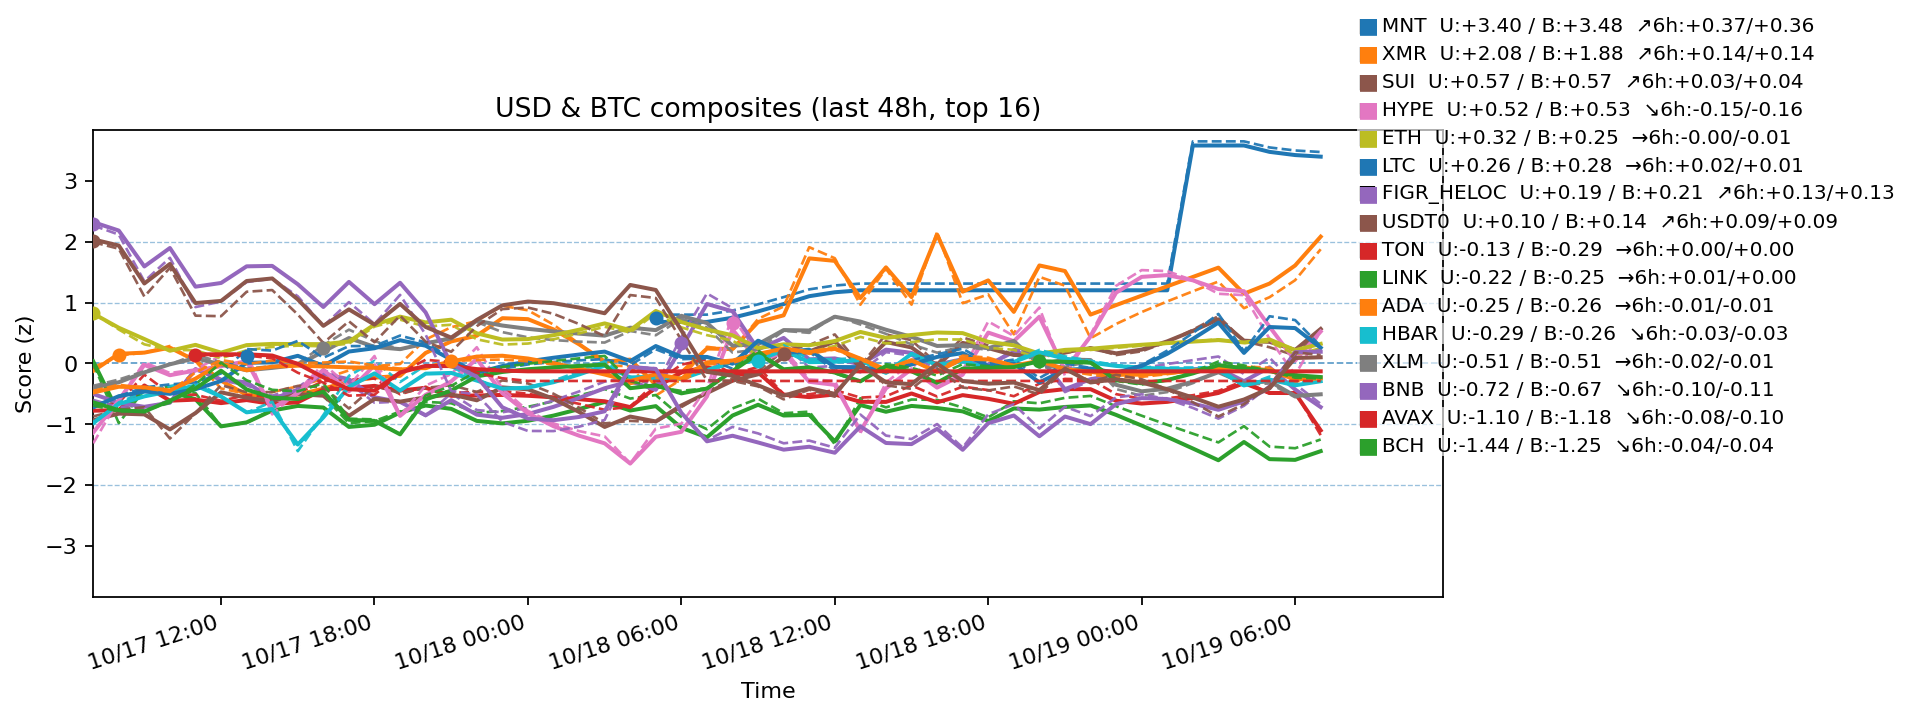 MNT U:+3.40 / B:+3.48 ↗6h:+0.37/+0.36
XMR U:+2.08 / B:+1.88 ↗6h:+0.14/+0.14
SUI U:+0.57 / B:+0.57 ↗6h:+0.03/+0.04
HYPE U:+0.52 / B:+0.53 ↘6h:-0.15/-0.16
ETH U:+0.32 / B:+0.25 →6h:-0.00/-0.01
LTC U:+0.26 / B:+0.28 →6h:+0.02/+0.01
FIGR_HELOC U:+0.19 / B:+0.21 ↗6h:+0.13/+0.13
USDT0 U:+0.10 / B:+0.14 ↗6h:+0.09/+0.09
TON U:-0.13 / B:-0.29 →6h:+0.00/+0.00
LINK U:-0.22 / B:-0.25 →6h:+0.01/+0.00
ADA U:-0.25 / B:-0.26 →6h:-0.01/-0.01
HBAR U:-0.29 / B:-0.26 ↘6h:-0.03/-0.03
XLM U:-0.51 / B:-0.51 →6h:-0.02/-0.01
BNB U:-0.72 / B:-0.67 ↘6h:-0.10/-0.11
AVAX U:-1.10 / B:-1.18 ↘6h:-0.08/-0.10
BCH U:-1.44 / B:-1.25 ↘6h:-0.04/-0.04
USD & BTC composites (last 48h, top 16)
Score (z)
3
2
1
0
−1
−2
−3
10/17 12:00
10/17 18:00
10/18 00:00
10/18 06:00
10/18 12:00
10/18 18:00
10/19 00:00
10/19 06:00
Time